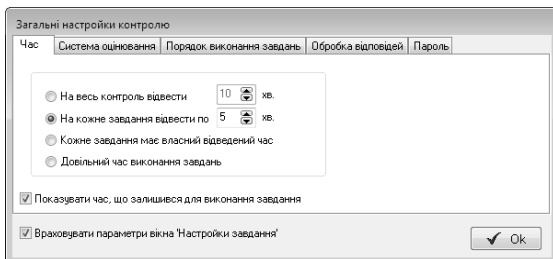 Загальні настройки контролю
Час Система оцінювання Порядок виконання завдань Обробка відповідей Пароль
На весь контроль відвести 10 хв.
На кожне завдання відвести по 5 хв.
Кожне завдання має власний відведений час
Довільний час виконання завдань
Показувати час, що залишився для виконання завдання
Враховувати параметри вікна 'Настройки завдання'
Ok